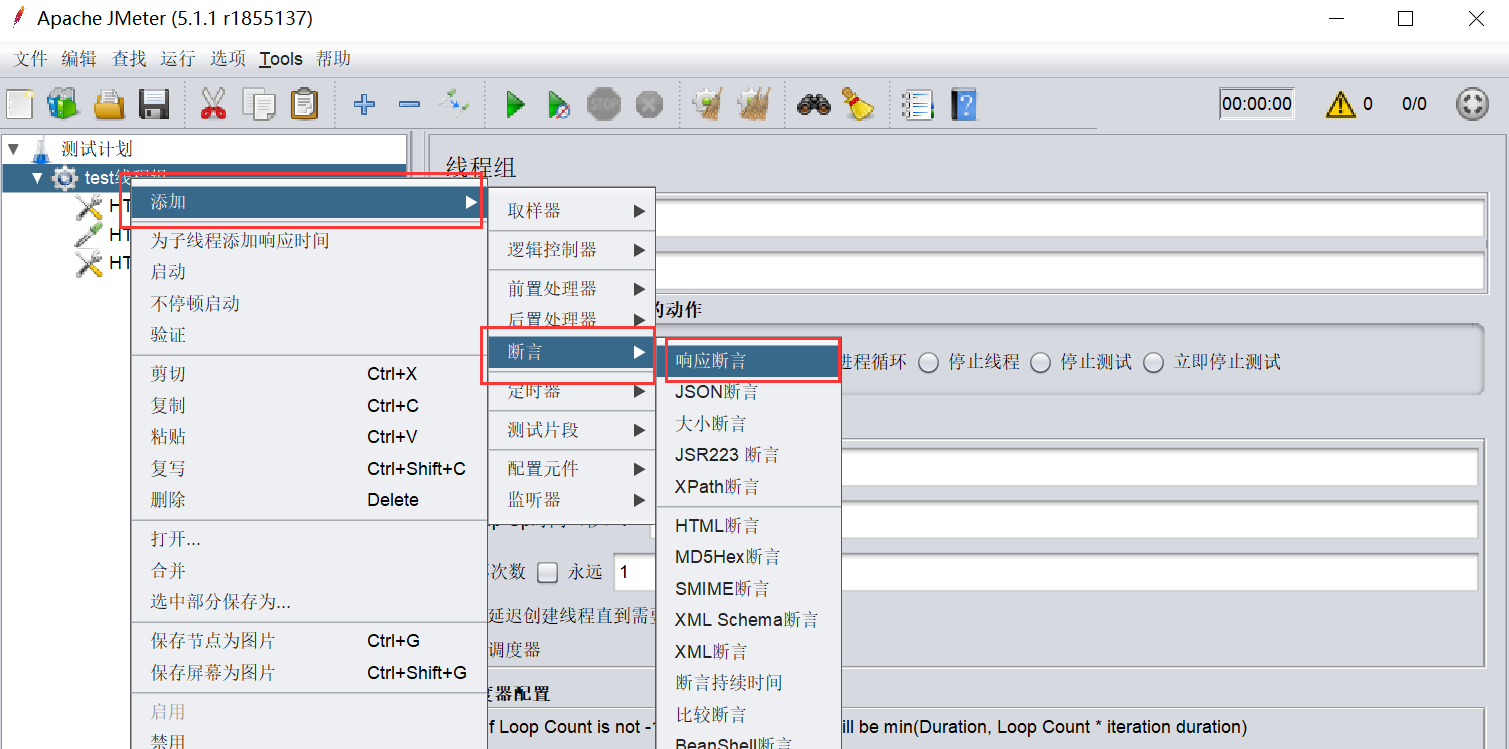 Apache JMeter (5.1.1 r1855137)
文件 编辑 查找 运行 选项 Tools 帮助
STOP
00:00:00 0 0/0
测试计划
test线程组
HT
HT
HT
线程组
添加
为子线程添加响应时间
启动
不停顿启动
验证
剪切 Ctrl+X
复制 Ctrl+C
粘贴 Ctrl+V
复写 Ctrl+Shift+C
删除 Delete
打开...
合并
选中部分保存为...
保存节点为图片 Ctrl+G
保存屏幕为图片 Ctrl+Shift+G
启用
禁用
取样器
逻辑控制器
前置处理器
后置处理器
断言
定时器
测试片段
配置元件
监听器
响应断言
JSON断言
大小断言
JSR223 断言
XPath断言
HTML断言
MD5Hex断言
SMIME断言
XML Schema断言
XML断言
断言持续时间
比较断言
BeanShell断言
的动作
进程循环 停止线程 停止测试 立即停止测试
次数 永远 1
延迟创建线程直到需要
调度器
度器配置
If Loop Count is not -1
ill be min(Duration, Loop Count * iteration duration)